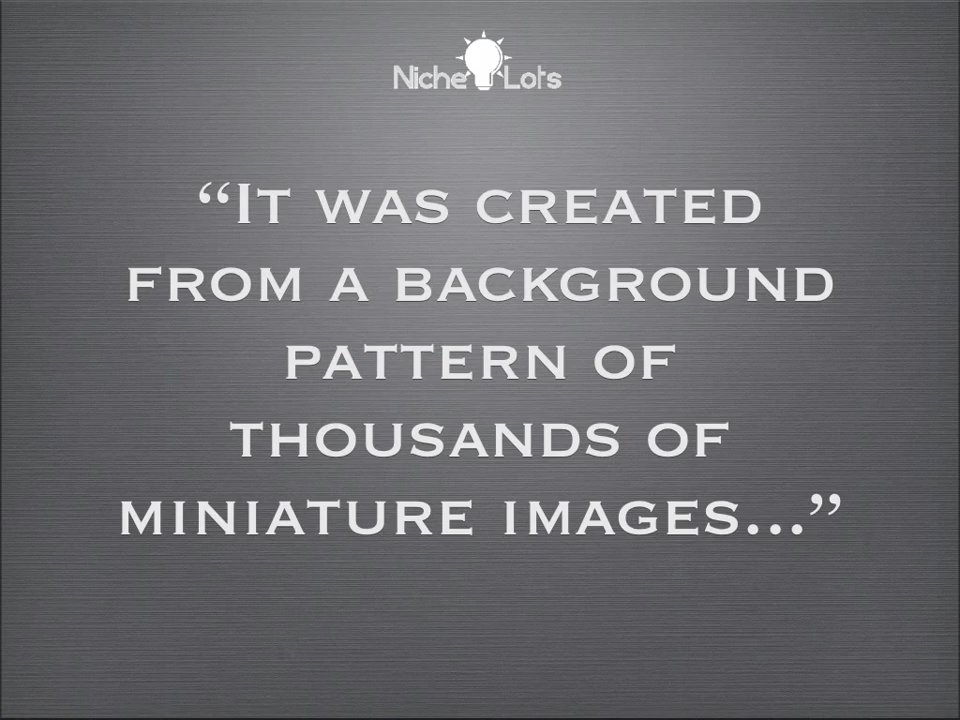 Niche Lots
“It was created
from a background
pattern of
thousands of
miniature images...”